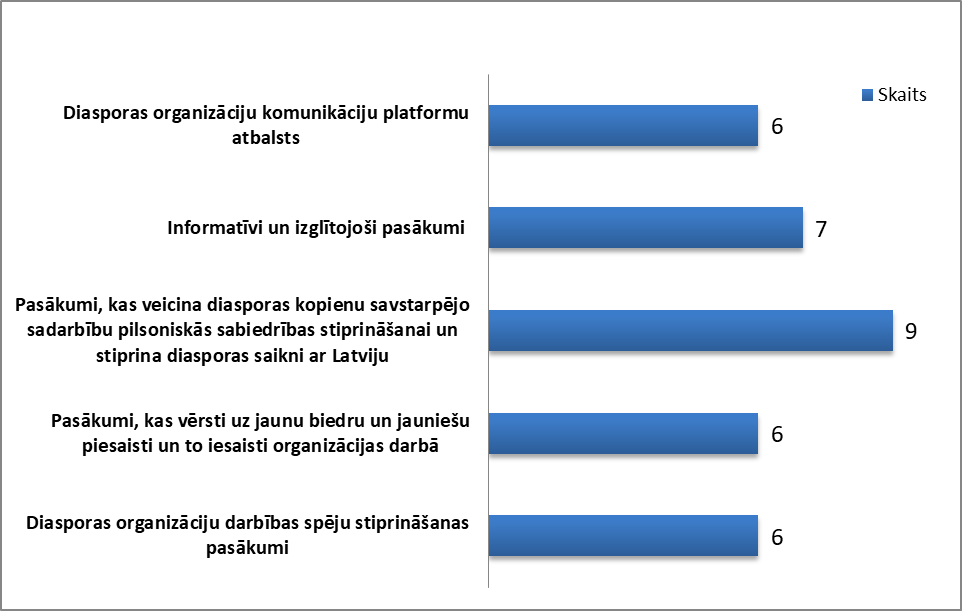 Skaits
Diasporas organizāciju komunikāciju platformu
atbalsts
6
Informatīvi un izglītojoši pasākumi
7
Pasākumi, kas veicina diasporas kopienu savstarpējo
sadarbību pilsoniskās sabiedrības stiprināšanai un
stiprina diasporas saikni ar Latviju
9
Pasākumi, kas vērsti uz jaunu biedru un jauniešu
piesaisti un to iesaisti organizācijas darbā
6
Diasporas organizāciju darbības spēju stiprināšanas
pasākumi
6